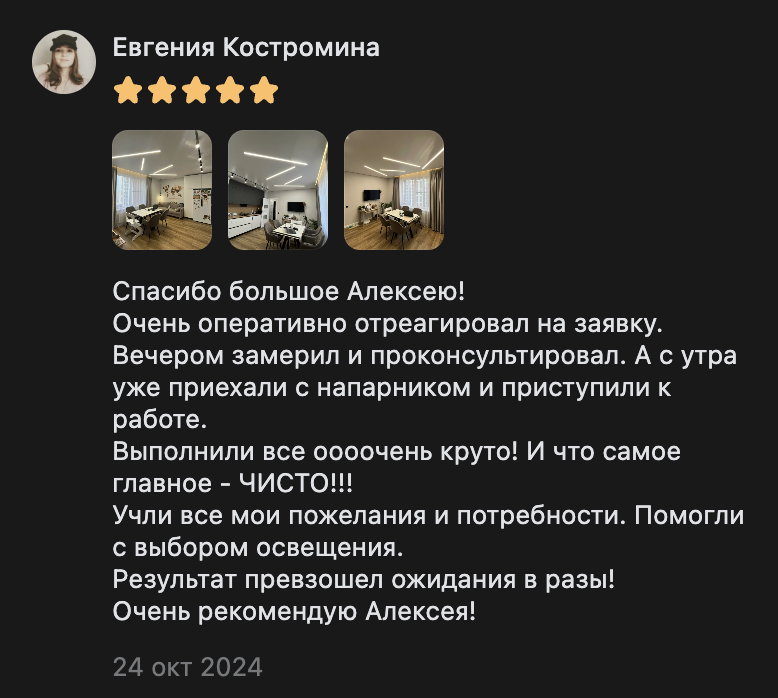 Евгения Костромина
Спасибо большое Алексею!
Очень оперативно отреагировал на заявку.
Вечером замерил и проконсультировал. А с утра
уже приехали с напарником и приступили к
работе.
Выполнили все оооочень круто! И что самое
главное - ЧИСТО!!!
Учли все мои пожелания и потребности. Помогли
с выбором освещения.
Результат превзошел ожидания в разы!
Очень рекомендую Алексея!
24 окт 2024